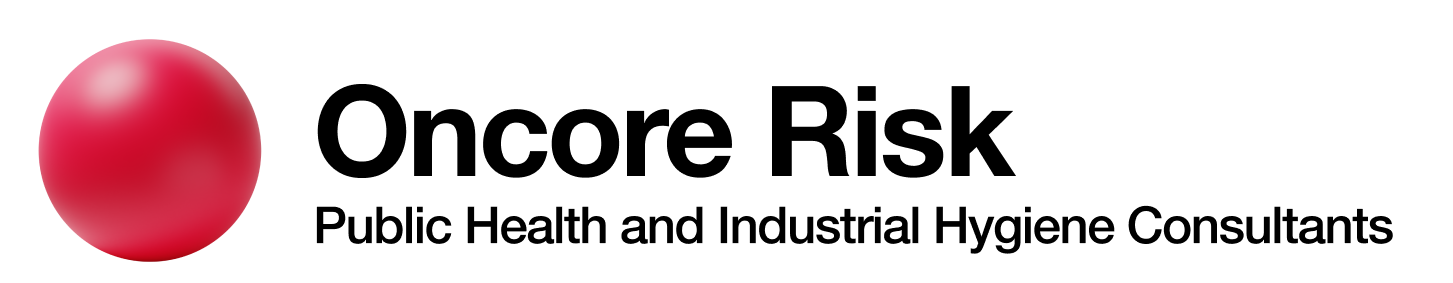 Oncore Risk
Public Health and Industrial Hygiene Consultants